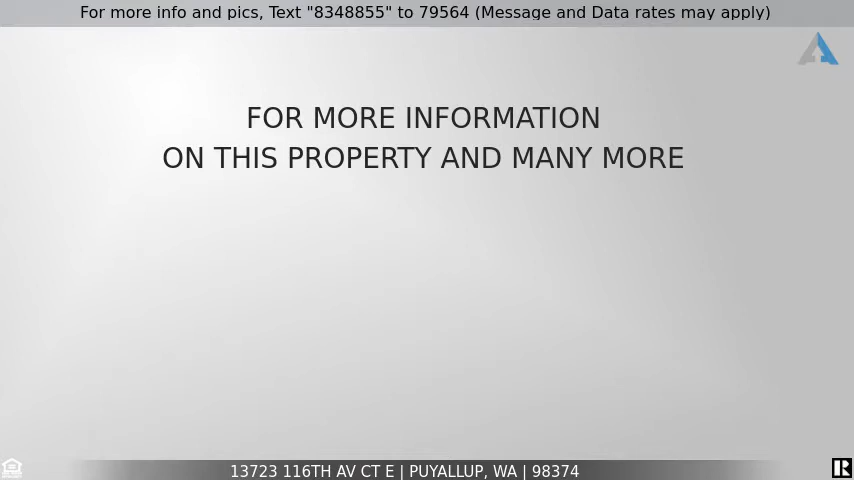 For more info and pics, Text "8348855" to 79564 (Message and Data rates may apply)
FOR MORE INFORMATION
ON THIS PROPERTY AND MANY MORE
13723 116TH AV CT E | PUYALLUP, WA | 98374